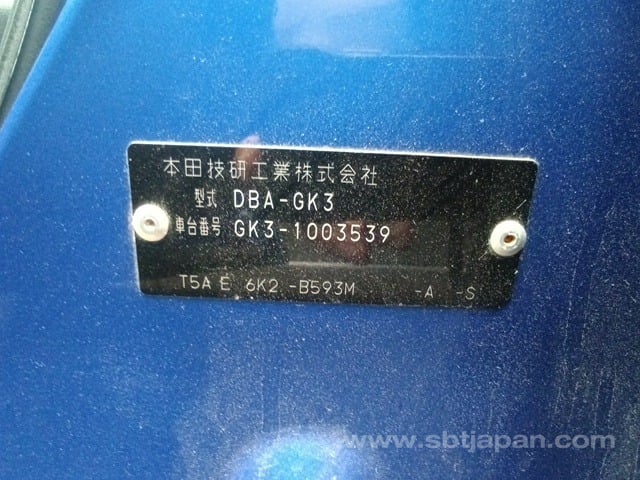 本田技研工業株式会社
型式 DBA-GK3
車台番号 GK3-1003539
T5A E 6K2 -B593M -A -S
www.sbtjapan.com